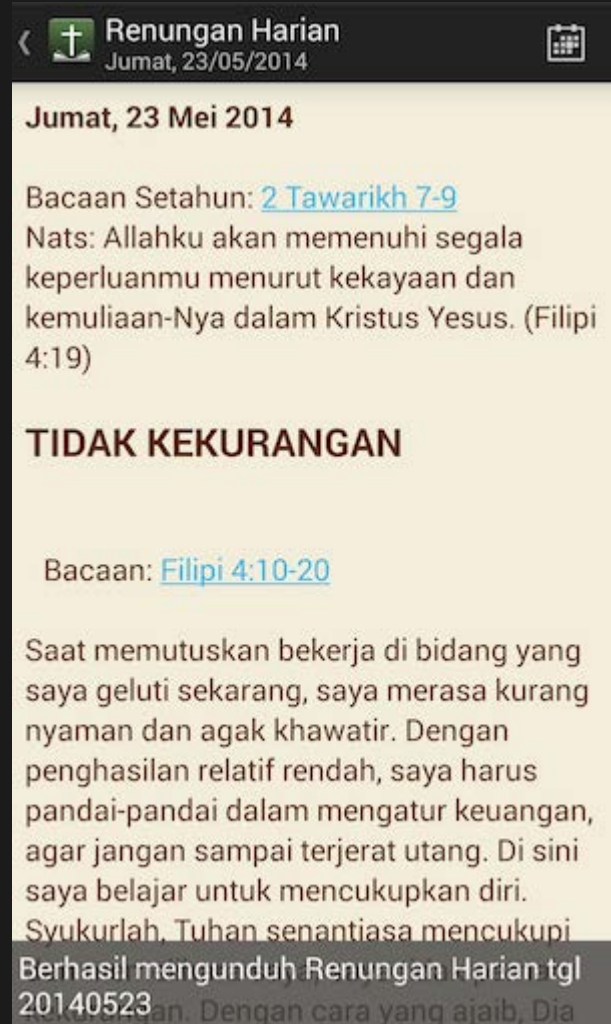 Renungan Harian
Jumat, 23/05/2014
Jumat, 23 Mei 2014
Bacaan Setahun: 2 Tawarikh 7-9
Nats: Allahku akan memenuhi segala
keperluanmu menurut kekayaan dan
kemuliaan-Nya dalam Kristus Yesus. (Filipi
4:19)
TIDAK KEKURANGAN
Bacaan: Filipi 4:10-20
Saat memutuskan bekerja di bidang yang
saya geluti sekarang, saya merasa kurang
nyaman dan agak khawatir. Dengan
penghasilan relatif rendah, saya harus
pandai-pandai dalam mengatur keuangan,
agar jangan sampai terjerat utang. Di sini
saya belajar untuk mencukupkan diri.
Syukurlah, Tuhan senantiasa mencukupi
Berhasil mengunduh Renungan Harian tgl
20140523
kekurangan. Dengan cara yang ajaib, Dia